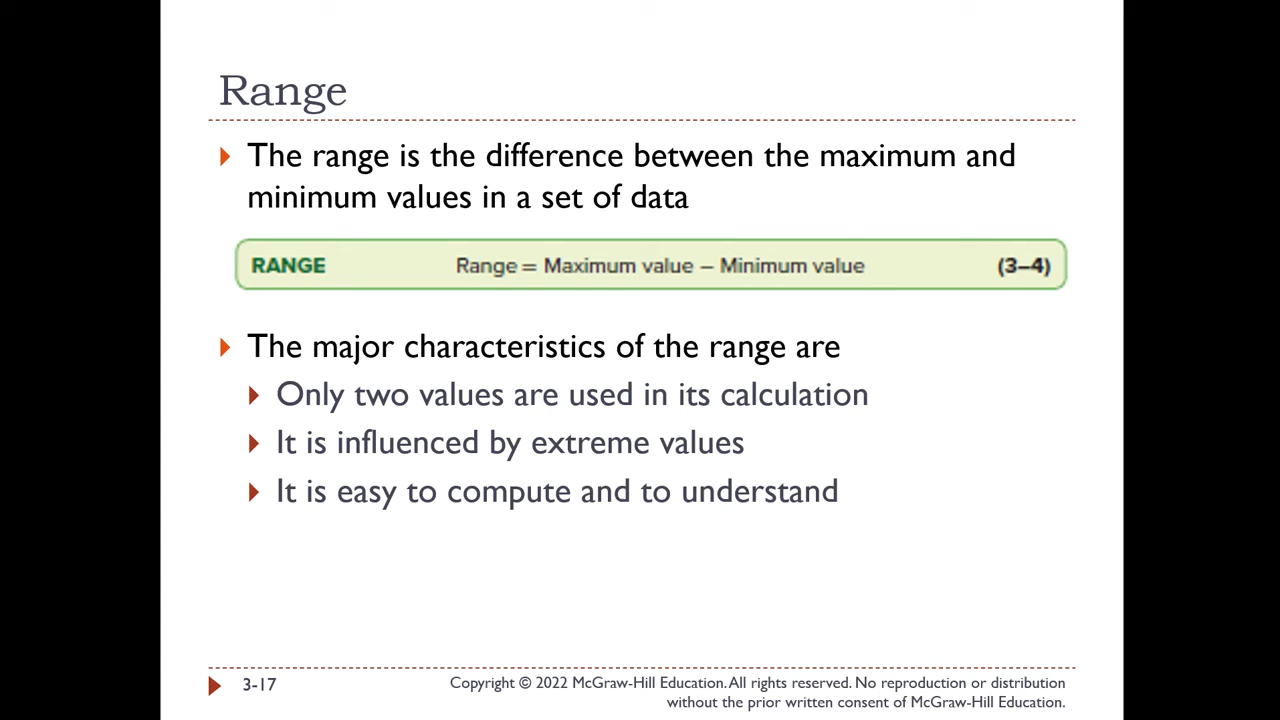 Range
The range is the difference between the maximum and
minimum values in a set of data
RANGE Range = Maximum value – Minimum value (3–4)
The major characteristics of the range are
Only two values are used in its calculation
It is influenced by extreme values
It is easy to compute and to understand
3-17
Copyright © 2022 McGraw-Hill Education. All rights reserved. No reproduction or distribution
without the prior written consent of McGraw-Hill Education.